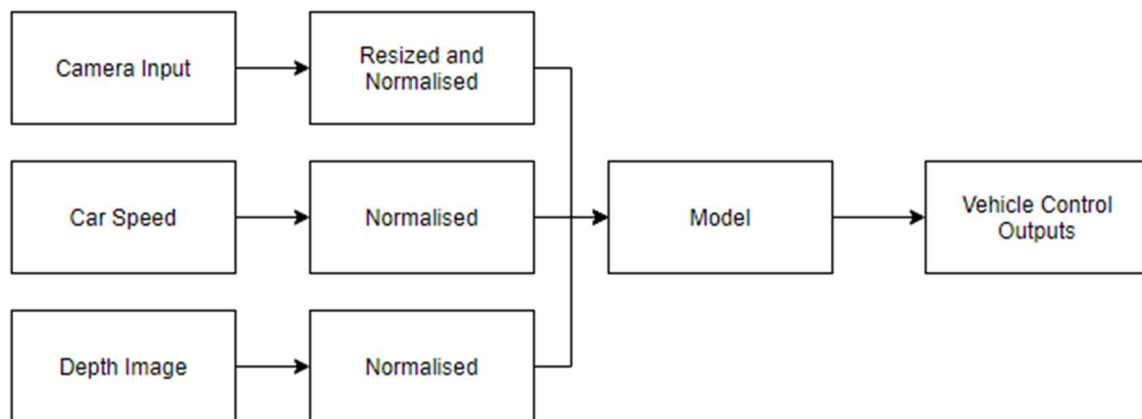 Camera Input
Resized and
Normalised
Car Speed
Normalised
Model
Vehicle Control
Outputs
Depth Image
Normalised